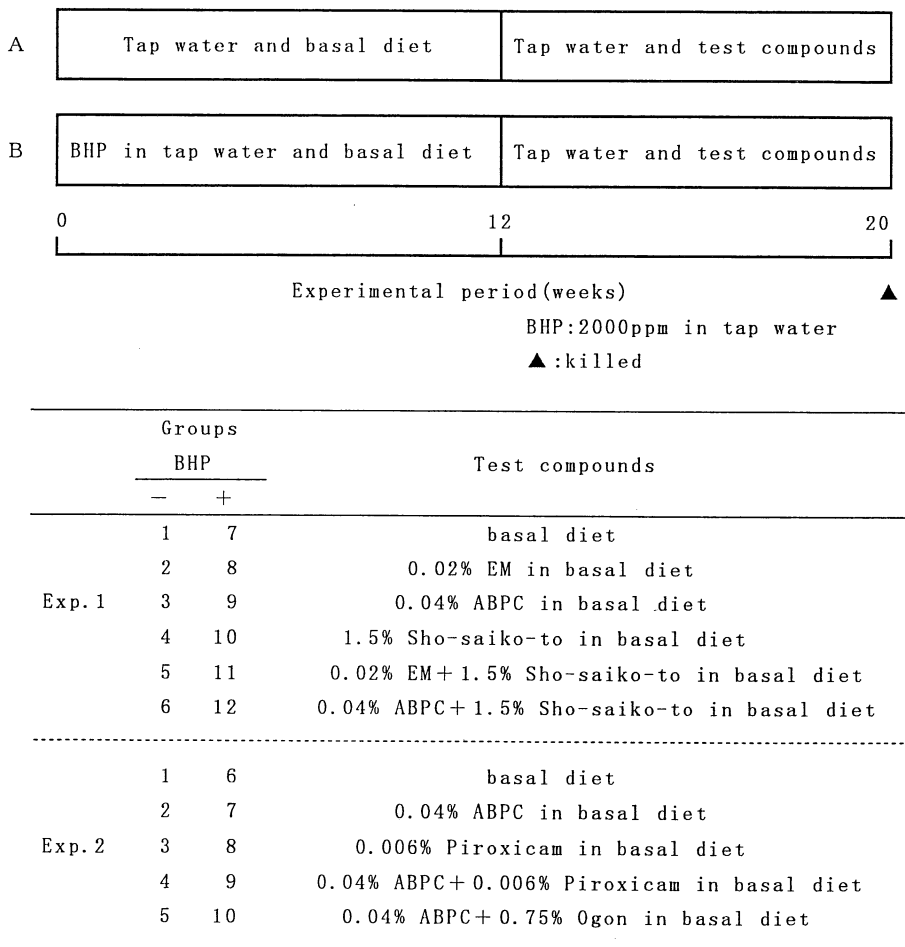 A Tap water and basal diet Tap water and test compounds
B BHP in tap water and basal diet Tap water and test compounds
0 12 20
Experimental period(weeks) ▲
BHP:2000ppm in tap water
▲:killed
Groups
BHP Test compounds
− +
1 7 basal diet
2 8 0.02% EM in basal diet
Exp.1 3 9 0.04% ABPC in basal diet
4 10 1.5% Sho-saiko-to in basal diet
5 11 0.02% EM+1.5% Sho-saiko-to in basal diet
6 12 0.04% ABPC+1.5% Sho-saiko-to in basal diet
1 6 basal diet
2 7 0.04% ABPC in basal diet
Exp.2 3 8 0.006% Piroxicam in basal diet
4 9 0.04% ABPC+0.006% Piroxicam in basal diet
5 10 0.04% ABPC+0.75% Ogon in basal diet